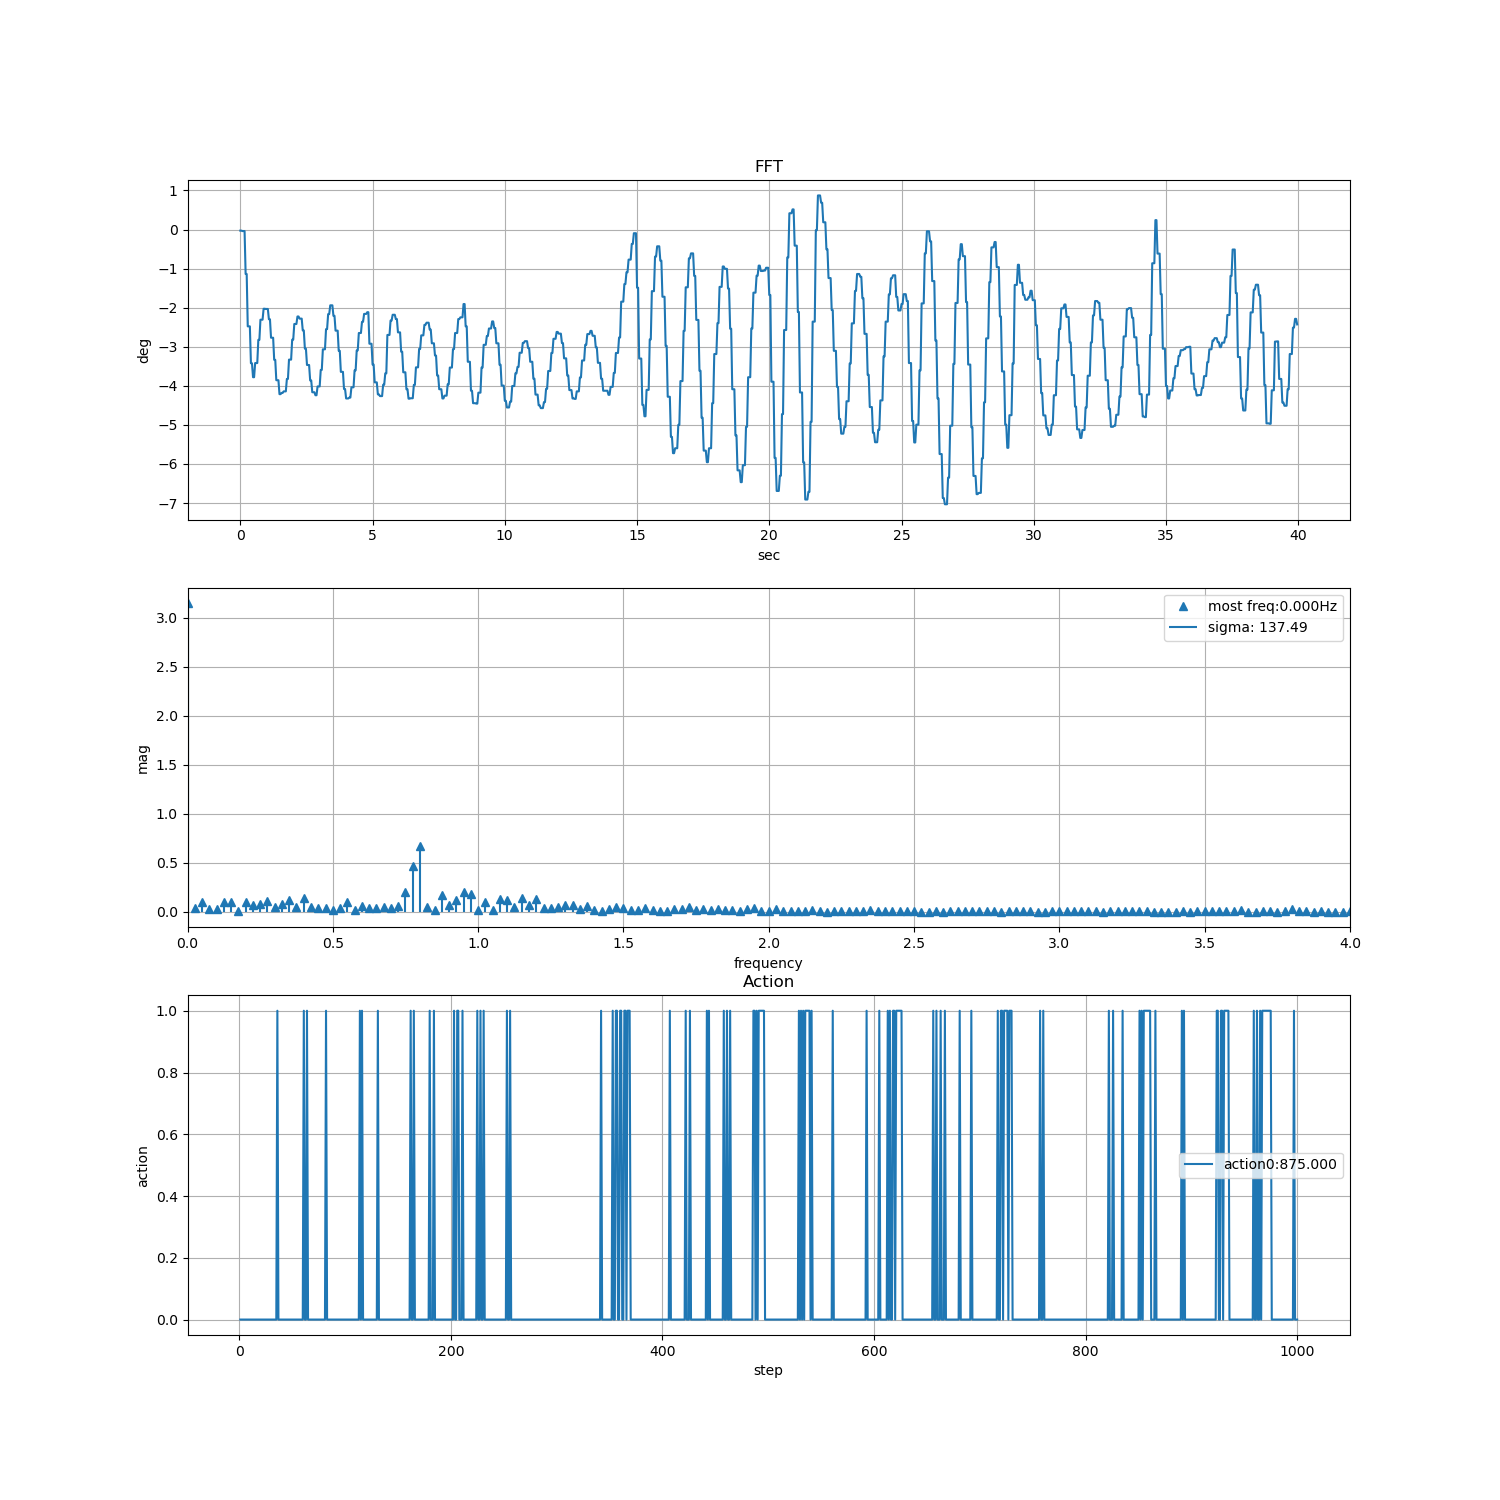 FFT
1
0
−1
−2
−3
−4
−5
−6
−7
deg
0 5 10 15 20 25 30 35 40
sec
most freq:0.000Hz
sigma: 137.49
3.0
2.5
2.0
1.5
1.0
0.5
0.0
mag
0.0 0.5 1.0 1.5 2.0 2.5 3.0 3.5 4.0
frequency
Action
1.0
0.8
0.6
0.4
0.2
0.0
action
action0:875.000
0 200 400 600 800 1000
step